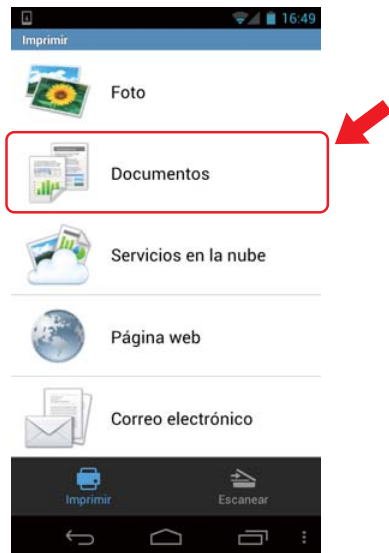 16:49
Imprimir
Foto
Documentos
Servicios en la nube
Página web
Correo electrónico
Imprimir
Escanear